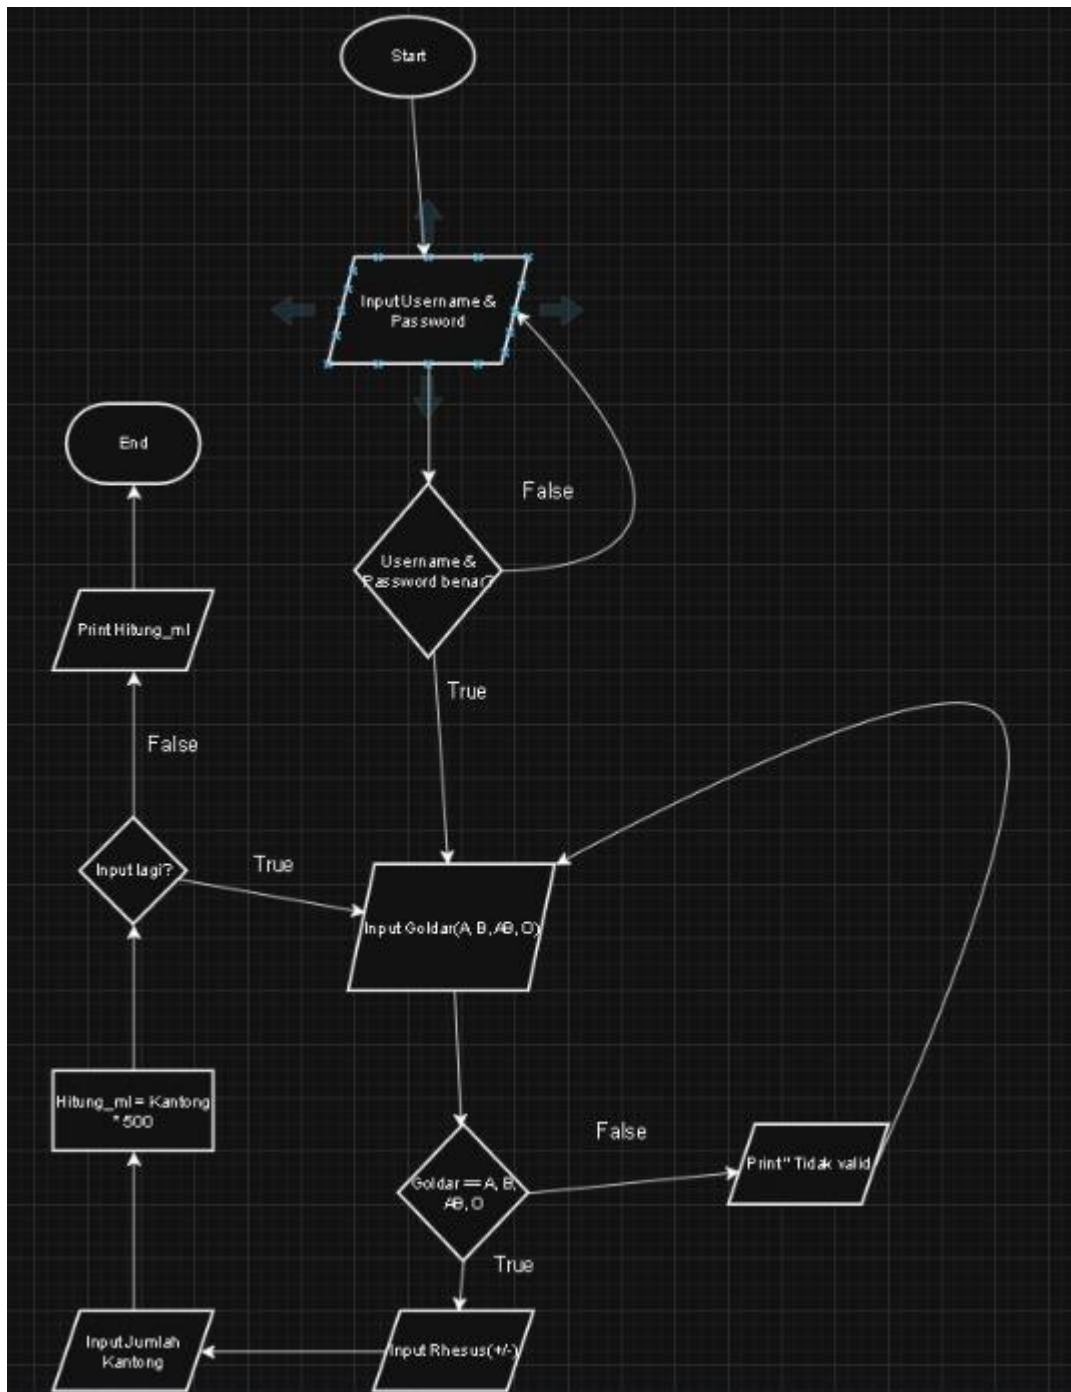 Start
Input Username &
Password
End
False
Username &
Password benar?
Print Hitung_ml
True
False
Input lagi?
True
Input Goldar(A, B, AB, O)
Hitung_ml = Kantong
* 500
False
Goldar == A, B,
AB, O
Print" Tidak valid
True
Input Jumlah
Kantong
Input Rhesus(+/-)